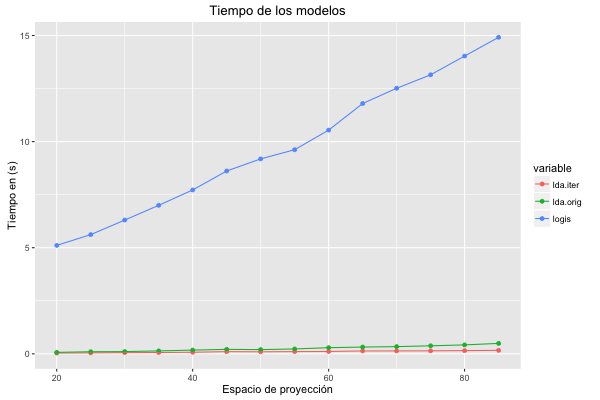 Tiempo de los modelos
Tiempo en (s)
15
10
5
0
20
40
60
80
Espacio de proyección
variable
lda.iter
lda.orig
logis